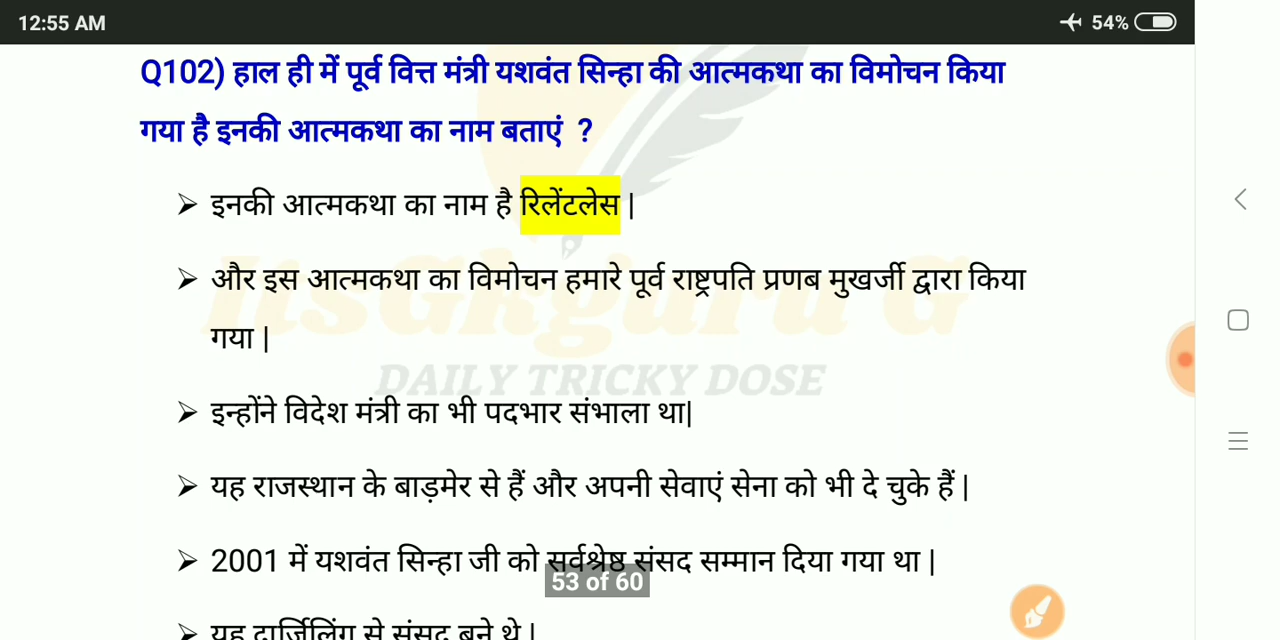 12:55 AM
54%
Q102) हाल ही में पूर्व वित्त मंत्री यशवंत सिन्हा की आत्मकथा का विमोचन किया
गया है इनकी आत्मकथा का नाम बताएं ?
➢ इनकी आत्मकथा का नाम है रिलेंटलेस |
➢ और इस आत्मकथा का विमोचन हमारे पूर्व राष्ट्रपति प्रणब मुखर्जी द्वारा किया
गया |
ItsGkguru G
DAILY TRICKY DOSE
➢ इन्होंने विदेश मंत्री का भी पदभार संभाला था|
➢ यह राजस्थान के बाड़मेर से हैं और अपनी सेवाएं सेना को भी दे चुके हैं |
➢ 2001 में यशवंत सिन्हा जी को सर्वश्रेष्ठ संसद सम्मान दिया गया था |
53 of 60
➢ यह दार्जिलिंग से संसद बने थे |